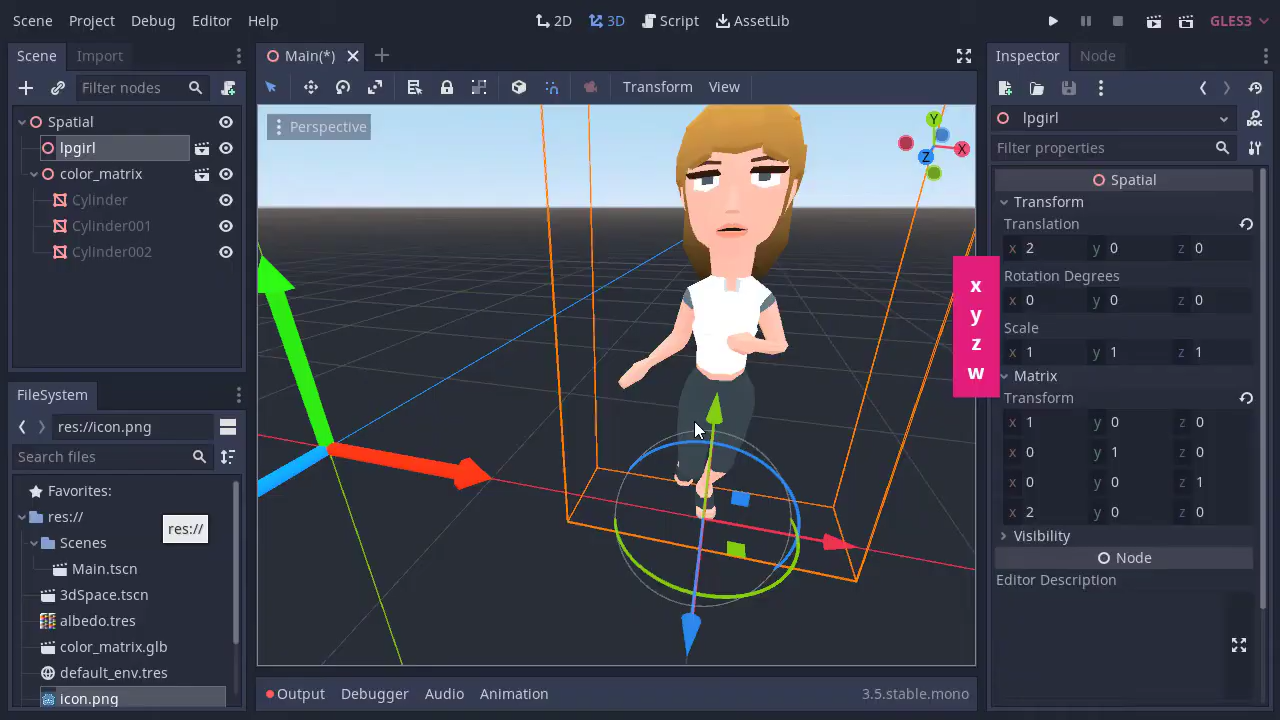 Scene Project Debug Editor Help 2D 3D Script AssetLib GLES3
Scene Import
Filter nodes
Spatial
lpgirl
color_matrix
Cylinder
Cylinder001
Cylinder002
FileSystem
res://icon.png
Search files
Favorites:
res://
res://
Scenes
Main.tscn
3dSpace.tscn
albedo.tres
color_matrix.glb
default_env.tres
icon.png
Main(*)
Transform View
Perspective
Y
Z X
x
y
z
w
Output Debugger Audio Animation 3.5.stable.mono
Inspector Node
lpgirl
Filter properties
Spatial
Transform
Translation
x 2 y 0 z 0
Rotation Degrees
x 0 y 0 z 0
Scale
x 1 y 1 z 1
Matrix
Transform
x 1 y 0 z 0
x 0 y 1 z 0
x 0 y 0 z 1
x 2 y 0 z 0
Visibility
Node
Editor Description